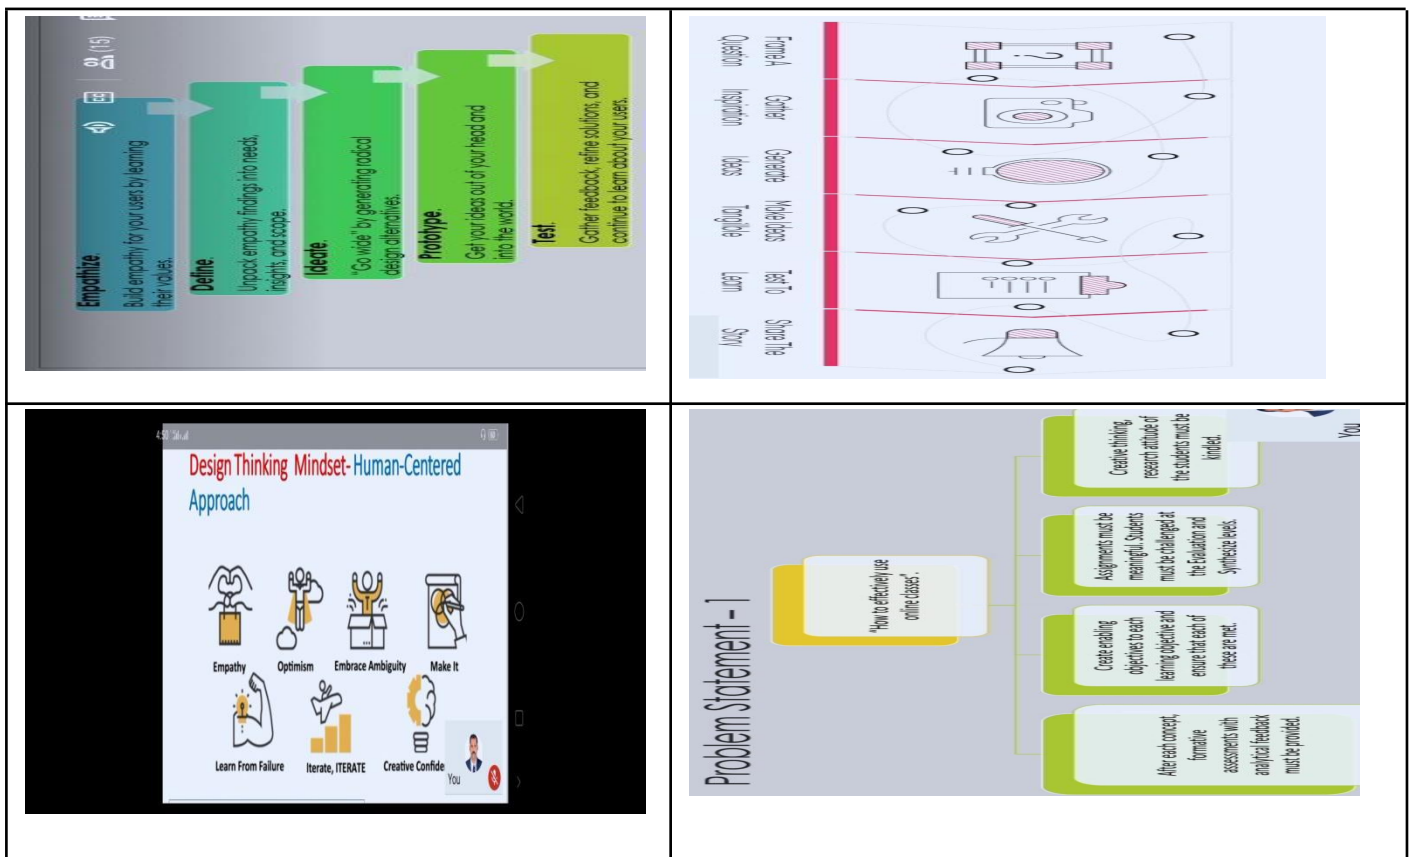 (15)
CC
Empathize.
Build empathy for your users by learning
their values.
Define.
Unpack empathy findings into needs,
insights, and scope.
Ideate.
"Go wide" by generating radical
design alternatives.
Prototype.
Get your ideas out of your head and
into the world.
Test.
Gather feedback, refine solutions, and
continue to learn about your users.
Frame A
Question
Gather
Inspiration
Generate
Ideas
Make Ideas
Tangible
Test To
Learn
Share The
Story
?
4:50
Design Thinking Mindset- Human-Centered
Approach
Empathy
Optimism
Embrace Ambiguity
Make It
Learn From Failure
Iterate, ITERATE
Creative Confide
You
Problem Statement – 1
"How to effectively use
online classes".
After each concept,
formative
assessments with
analytical feedback
must be provided.
Create enabling
objectives to each
learning objective and
ensure that each of
these are met.
Assignments must be
meaningful. Students
must be challenged at
the Evaluation and
Synthesize levels.
Creative thinking,
research attitude of
the students must be
kindled.
You